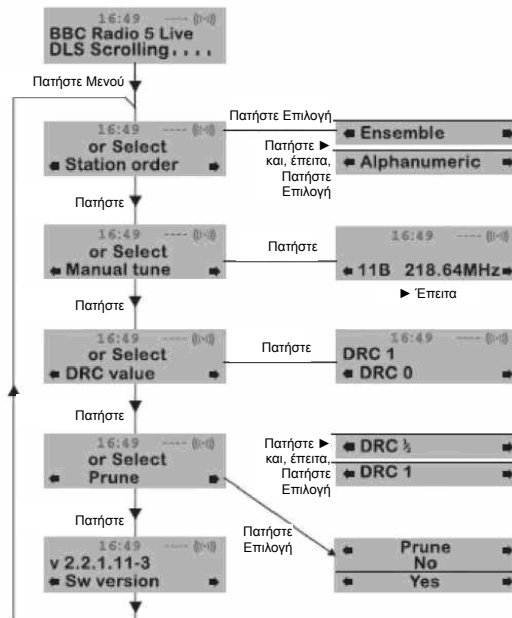 16:49
BBC Radio 5 Live
DLS Scrolling....
Πατήστε Μενού
16:49
or Select
Station order
Πατήστε Επιλογή
Ensemble
Πατήστε ►
και, έπειτα,
Πατήστε
Επιλογή
Alphanumeric
Πατήστε
16:49
or Select
Manual tune
Πατήστε
16:49
11B 218.64MHz
► Έπειτα
Πατήστε
16:49
or Select
DRC value
Πατήστε
16:49
DRC 1
DRC 0
Πατήστε
16:49
or Select
Prune
Πατήστε ►
και, έπειτα,
Πατήστε
Επιλογή
DRC ½
DRC 1
Πατήστε
Πατήστε
Επιλογή
16:49
v 2.2.1.11-3
Sw version
Prune
No
Yes